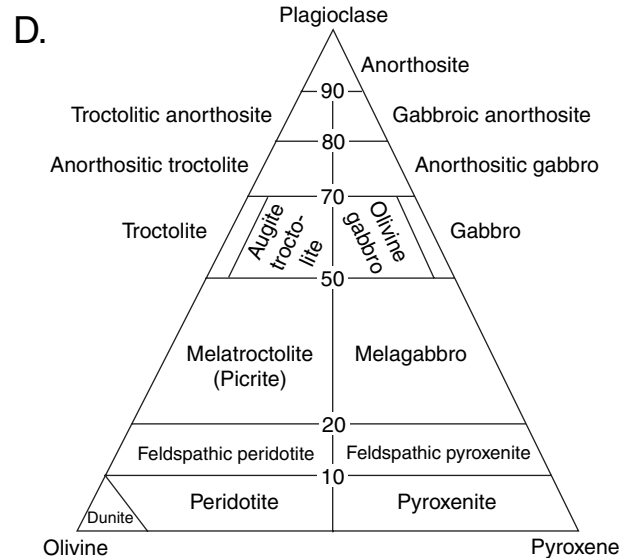 D.
Plagioclase
Anorthosite
90
Troctolitic anorthosite
Gabbroic anorthosite
80
Anorthositic troctolite
Anorthositic gabbro
70
Troctolite
Augite
trocto-
lite
Olivine
gabbro
Gabbro
50
Melatroctolite
(Picrite)
Melagabbro
20
Feldspathic peridotite
Feldspathic pyroxenite
10
Peridotite
Pyroxenite
Dunite
Olivine
Pyroxene